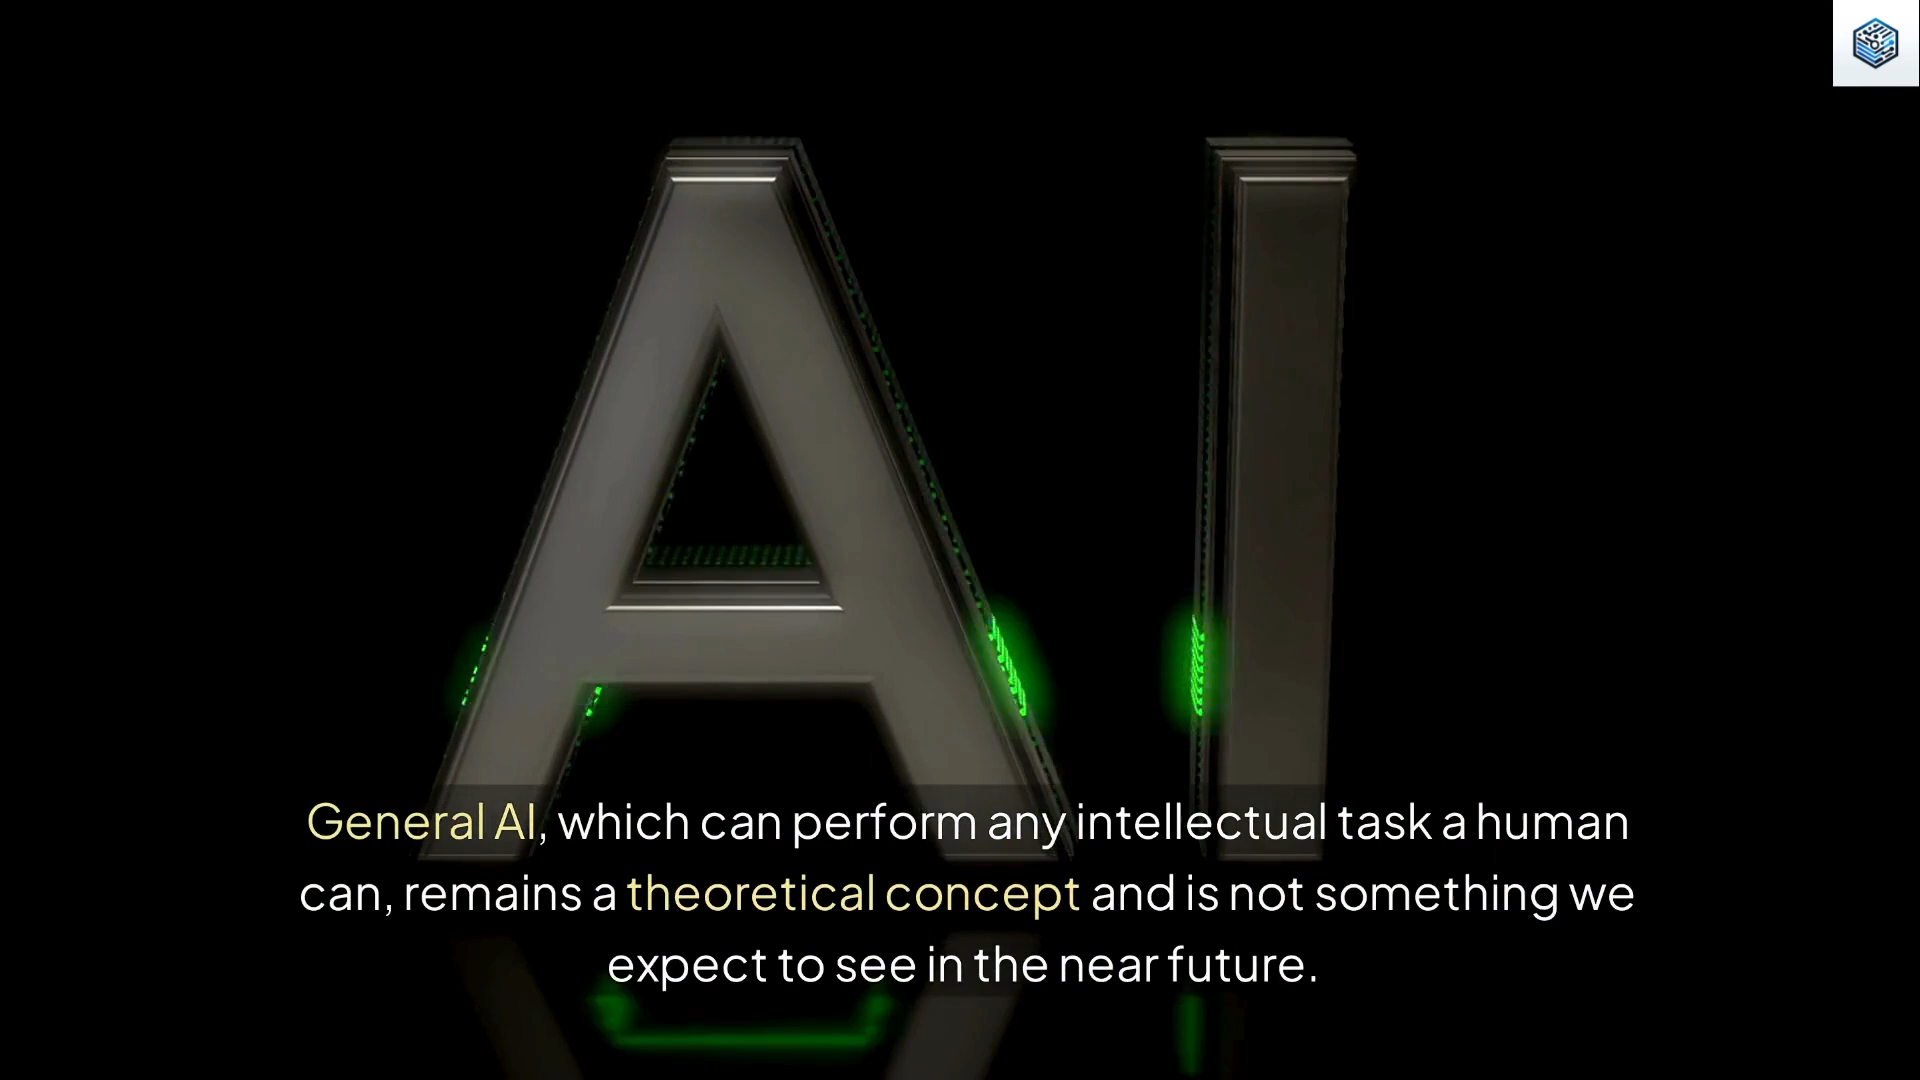 AI
General AI, which can perform any intellectual task a human
can, remains a theoretical concept and is not something we
expect to see in the near future.